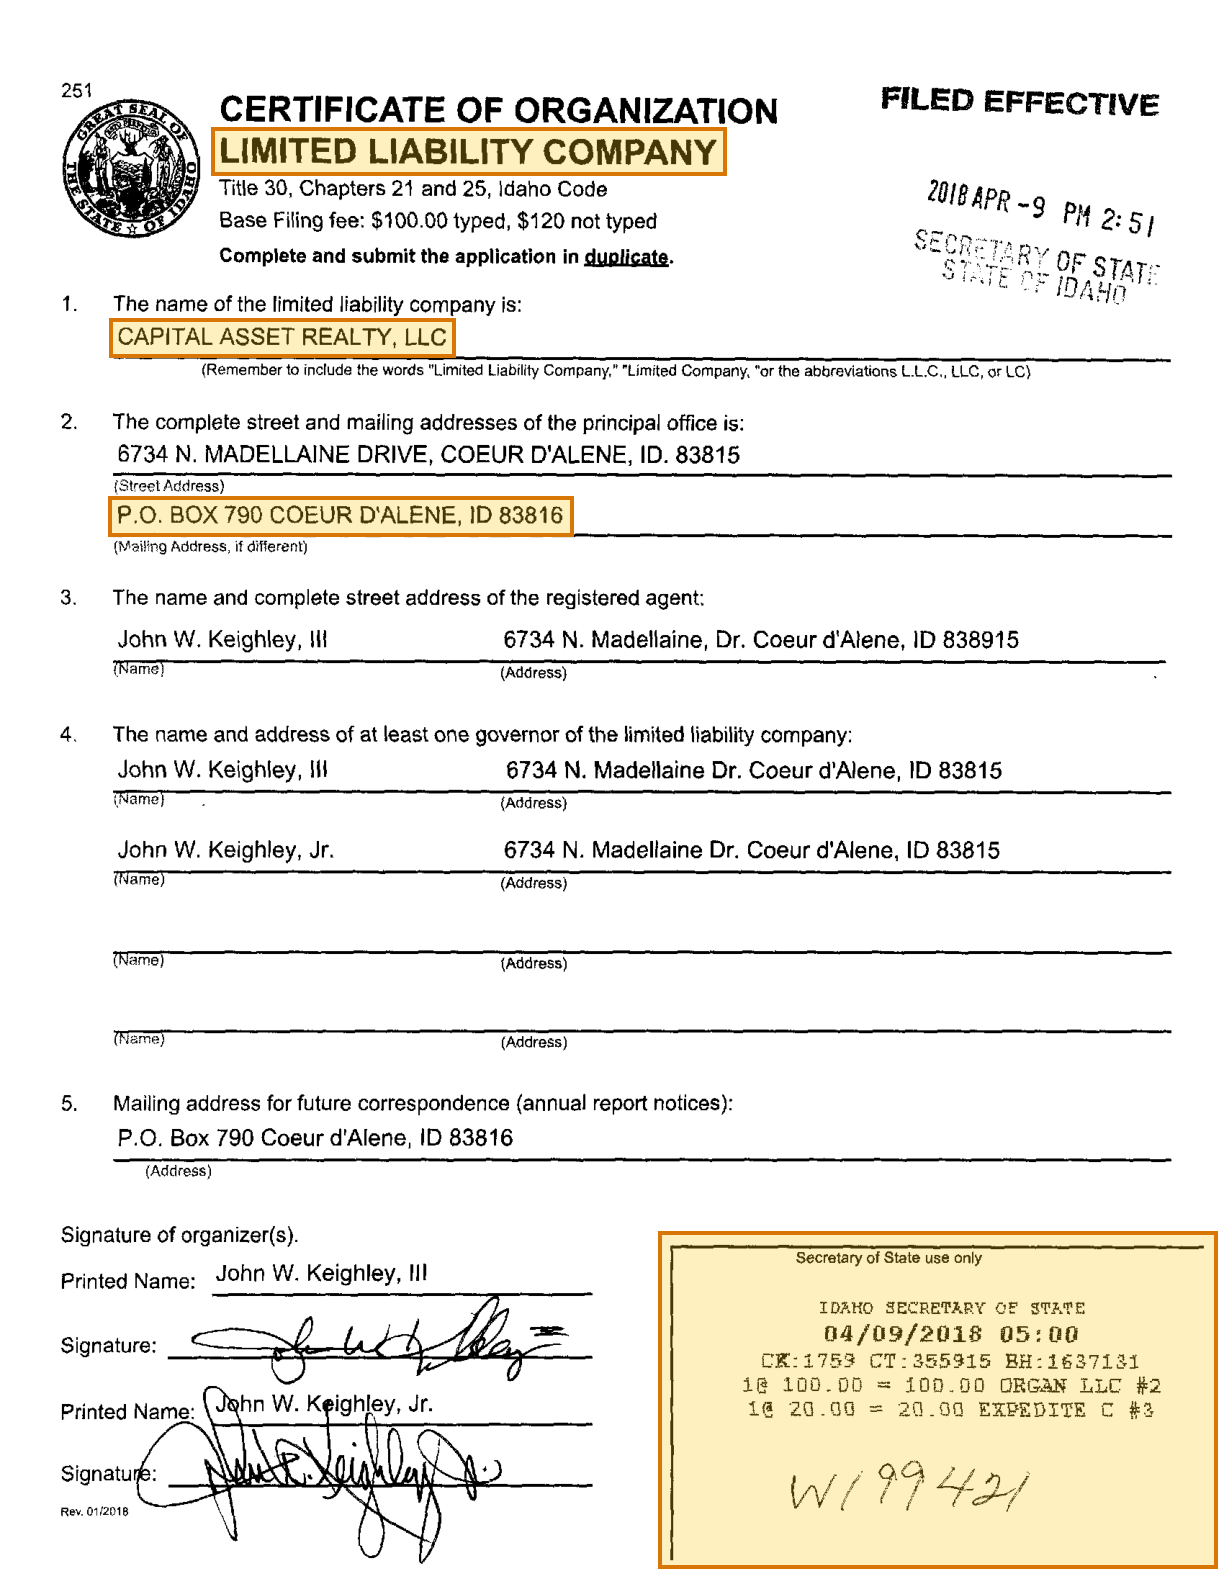 251
GREAT SEAL OF THE STATE OF IDAHO
CERTIFICATE OF ORGANIZATION
LIMITED LIABILITY COMPANY
Title 30, Chapters 21 and 25, Idaho Code
Base Filing fee: $100.00 typed, $120 not typed
Complete and submit the application in duplicate.
FILED EFFECTIVE
2018 APR -9 PM 2:51
SECRETARY OF STATE
STATE OF IDAHO
1. The name of the limited liability company is:
CAPITAL ASSET REALTY, LLC
(Remember to include the words "Limited Liability Company," "Limited Company, "or the abbreviations L.L.C., LLC, or LC)
2. The complete street and mailing addresses of the principal office is:
6734 N. MADELLAINE DRIVE, COEUR D'ALENE, ID. 83815
(Street Address)
P.O. BOX 790 COEUR D'ALENE, ID 83816
(Mailing Address, if different)
3. The name and complete street address of the registered agent:
John W. Keighley, III 6734 N. Madellaine, Dr. Coeur d'Alene, ID 838915
(Name) (Address)
4. The name and address of at least one governor of the limited liability company:
John W. Keighley, III 6734 N. Madellaine Dr. Coeur d'Alene, ID 83815
(Name) (Address)
John W. Keighley, Jr. 6734 N. Madellaine Dr. Coeur d'Alene, ID 83815
(Name) (Address)
(Name) (Address)
(Name) (Address)
5. Mailing address for future correspondence (annual report notices):
P.O. Box 790 Coeur d'Alene, ID 83816
(Address)
Signature of organizer(s).
Printed Name: John W. Keighley, III
Signature:
Printed Name: John W. Keighley, Jr.
Signature:
Rev. 01/2018
Secretary of State use only
IDAHO SECRETARY OF STATE
04/09/2018 05:00
CK:1759 CT:355915 BH:1637131
1@ 100.00 = 100.00 ORGAN LLC #2
1@ 20.00 = 20.00 EXPEDITE C #3
W199421